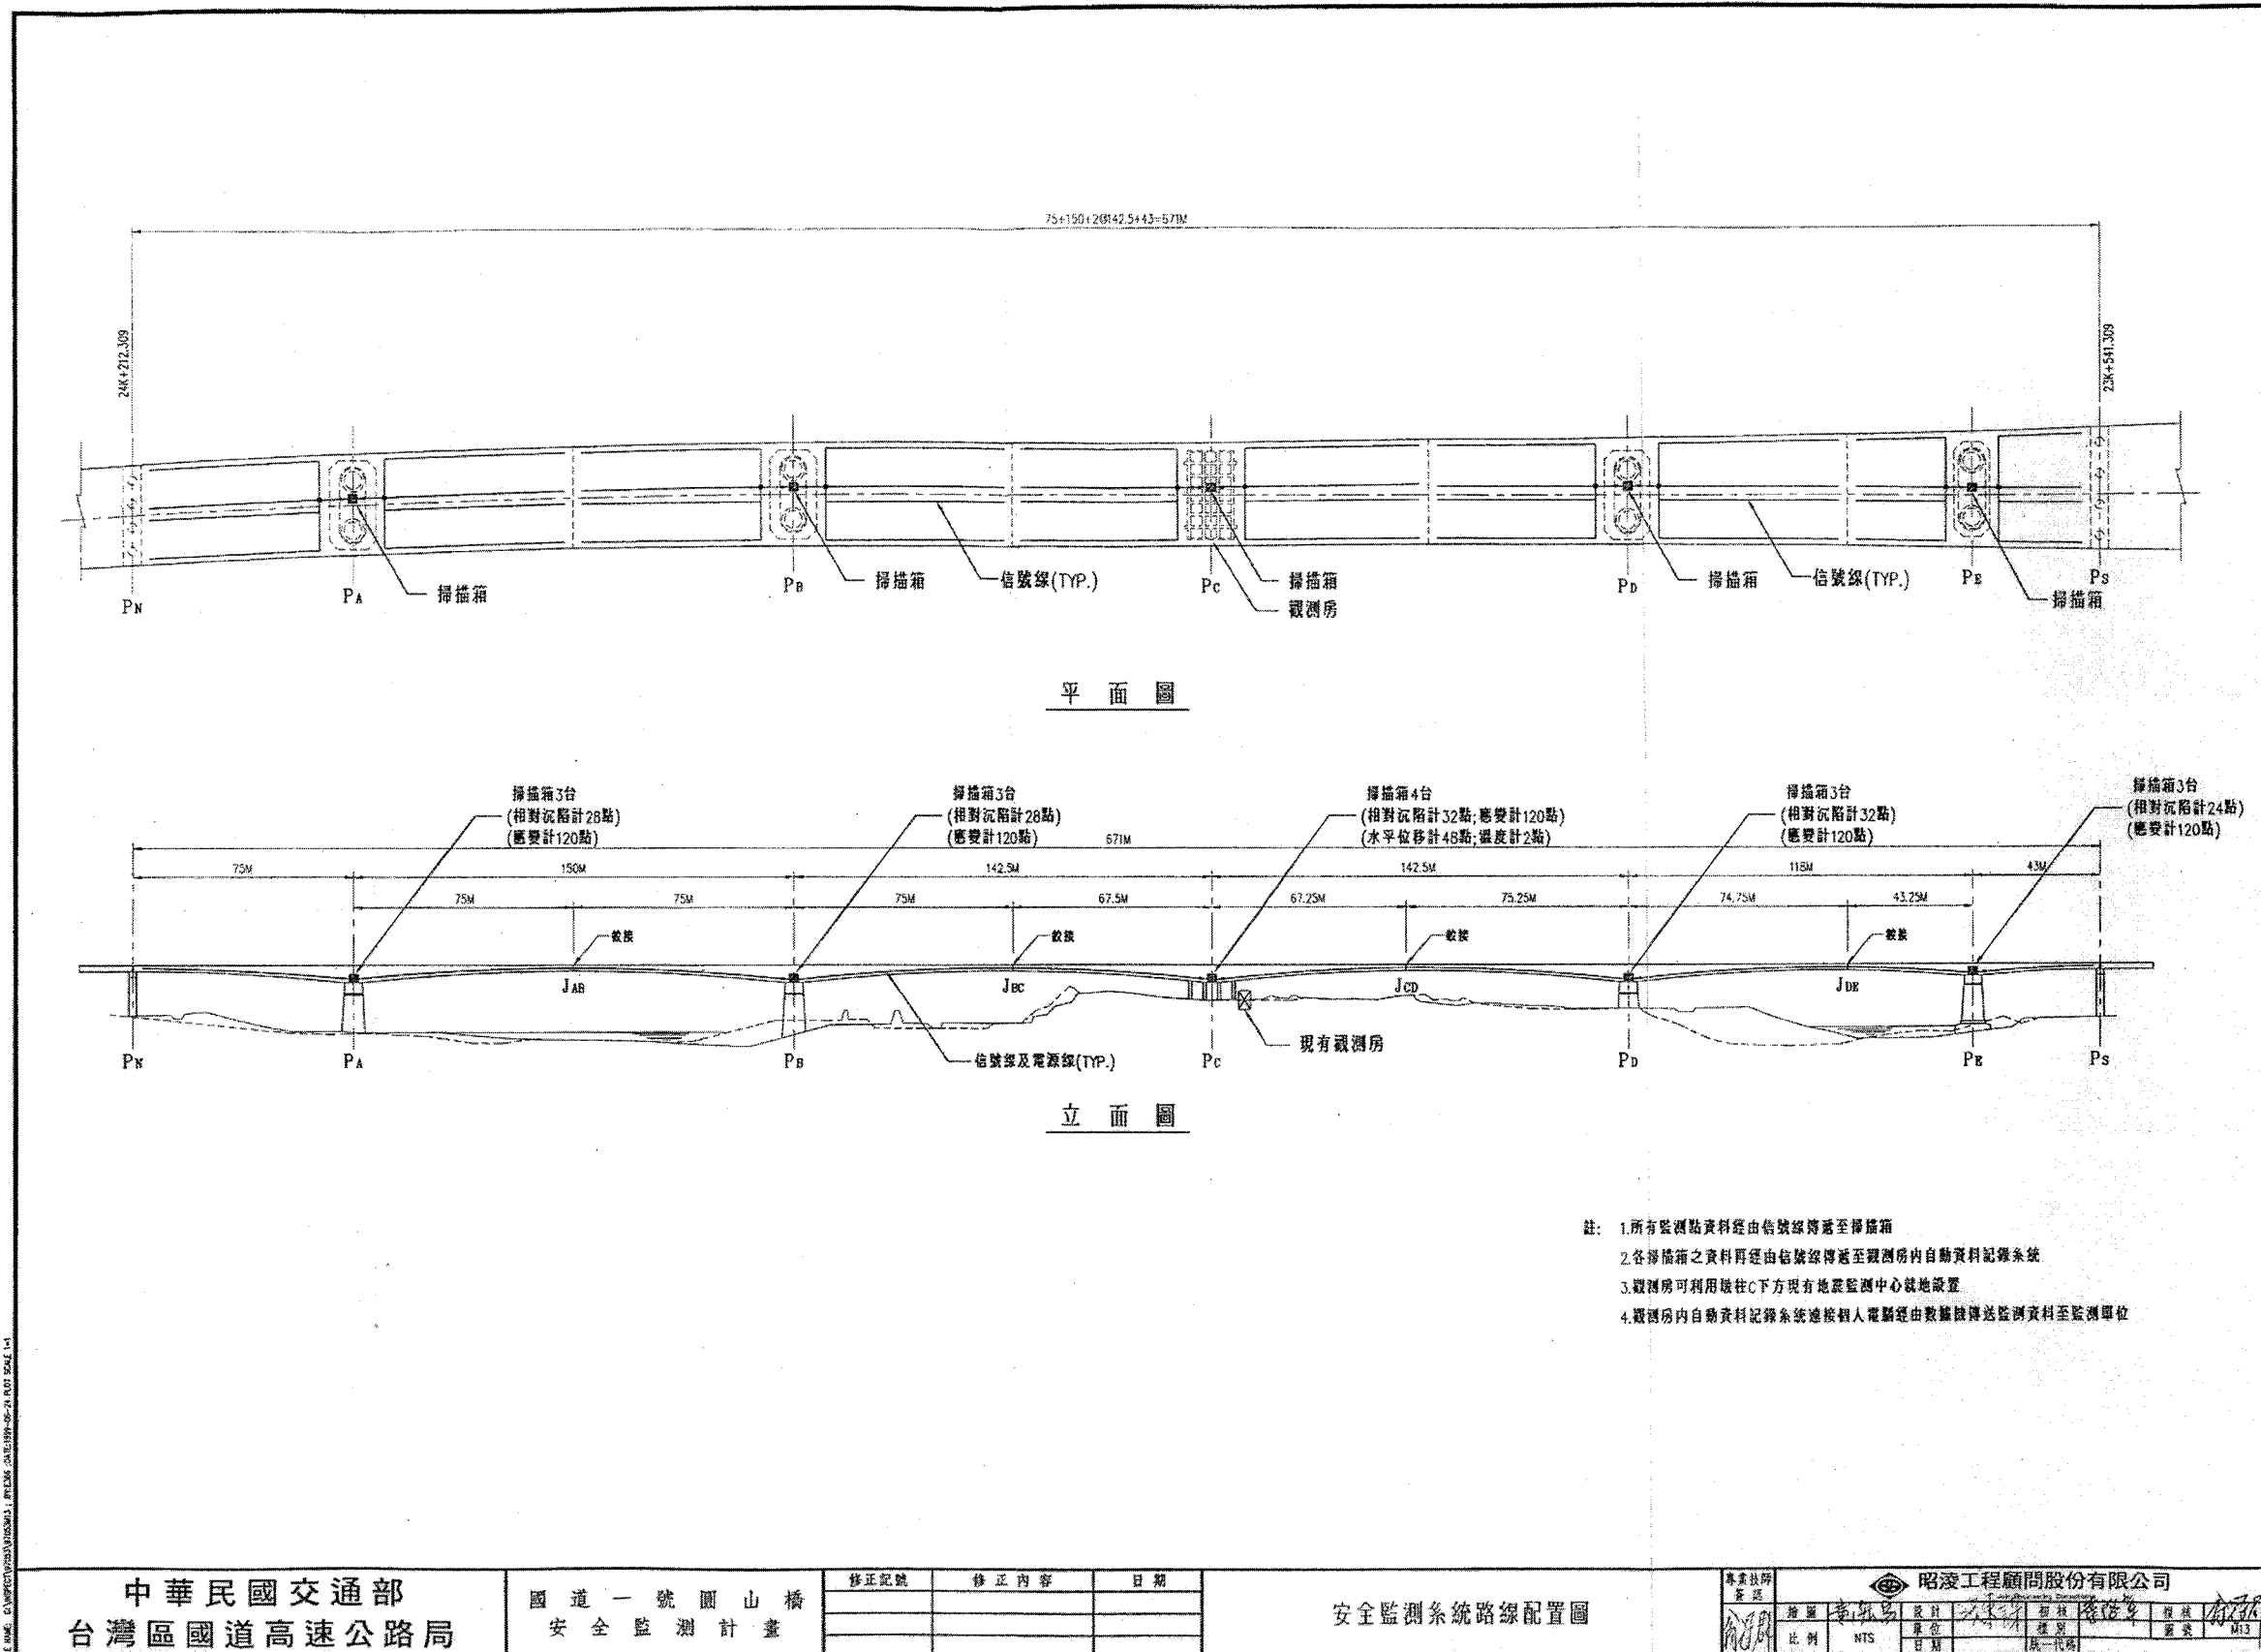 75+150+2@142.5+43=671M
24K+212.309
23K+541.309
PN
PA
掃描箱
PB
掃描箱
信號線(TYP.)
PC
掃描箱
觀測房
PD
掃描箱
信號線(TYP.)
PE
掃描箱
PS
平面圖
掃描箱3台
(相對沉陷計28點)
(應變計120點)
掃描箱3台
(相對沉陷計28點)
(應變計120點)
掃描箱4台
(相對沉陷計32點;應變計120點)
(水平位移計48點;溫度計2點)
掃描箱3台
(相對沉陷計32點)
(應變計120點)
掃描箱3台
(相對沉陷計24點)
(應變計120點)
671M
75M
150M
142.5M
142.5M
118M
43M
75M
75M
75M
67.5M
67.25M
75.25M
74.75M
43.25M
鉸接
鉸接
鉸接
鉸接
JAB
JBC
JCD
JDE
PN
PA
PB
信號線及電源線(TYP.)
PC
現有觀測房
PD
PE
PS
立面圖
註: 1.所有監測點資料經由信號線傳遞至掃描箱
2.各掃描箱之資料再經由信號線傳遞至觀測房內自動資料記錄系統
3.觀測房可利用墩柱C下方現有地震監測中心就地設置
4.觀測房內自動資料記錄系統連接個人電腦經由數據機傳送監測資料至監測單位
中華民國交通部
台灣區國道高速公路局
國道一號圓山橋
安全監測計畫
修正記號 修正內容 日期
安全監測系統路線配置圖
專業技師
簽認
昭淩工程顧問股份有限公司
繪圖
設計
比例 NTS
單位
日期
圖號 M13